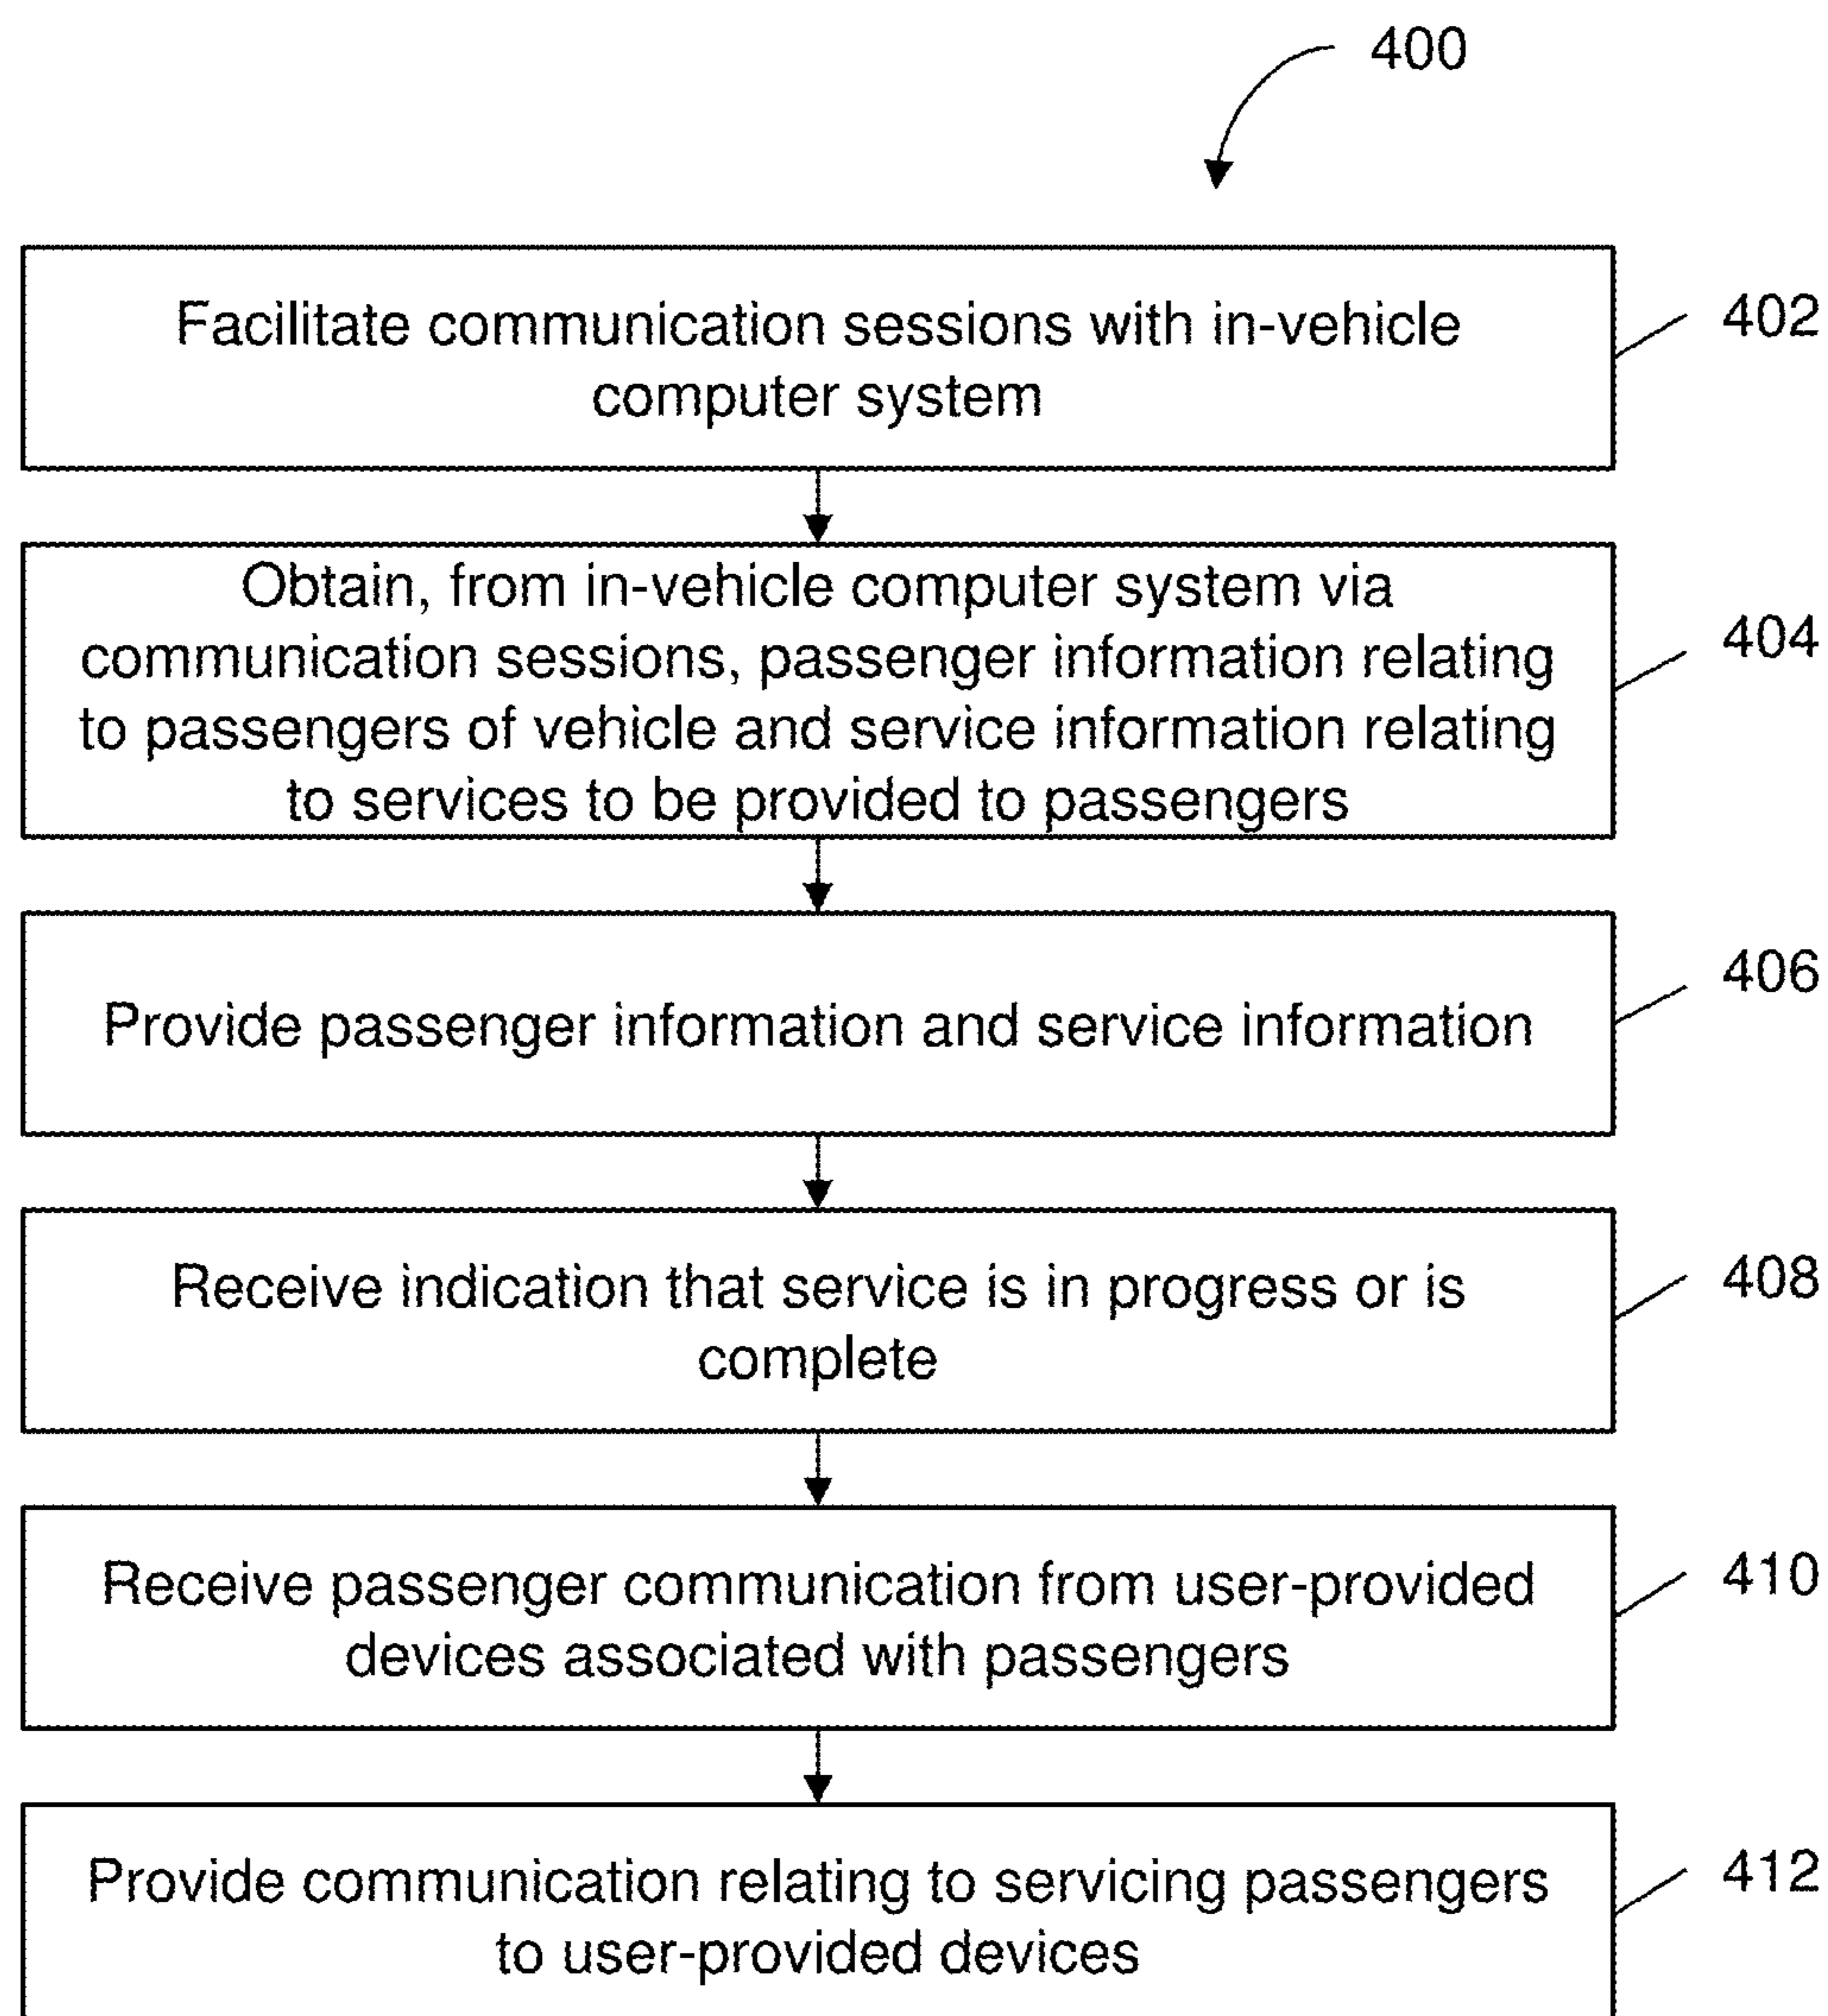 400
Facilitate communication sessions with in-vehicle
computer system
402
Obtain, from in-vehicle computer system via
communication sessions, passenger information relating
to passengers of vehicle and service information relating
to services to be provided to passengers
404
Provide passenger information and service information
406
Receive indication that service is in progress or is
complete
408
Receive passenger communication from user-provided
devices associated with passengers
410
Provide communication relating to servicing passengers
to user-provided devices
412